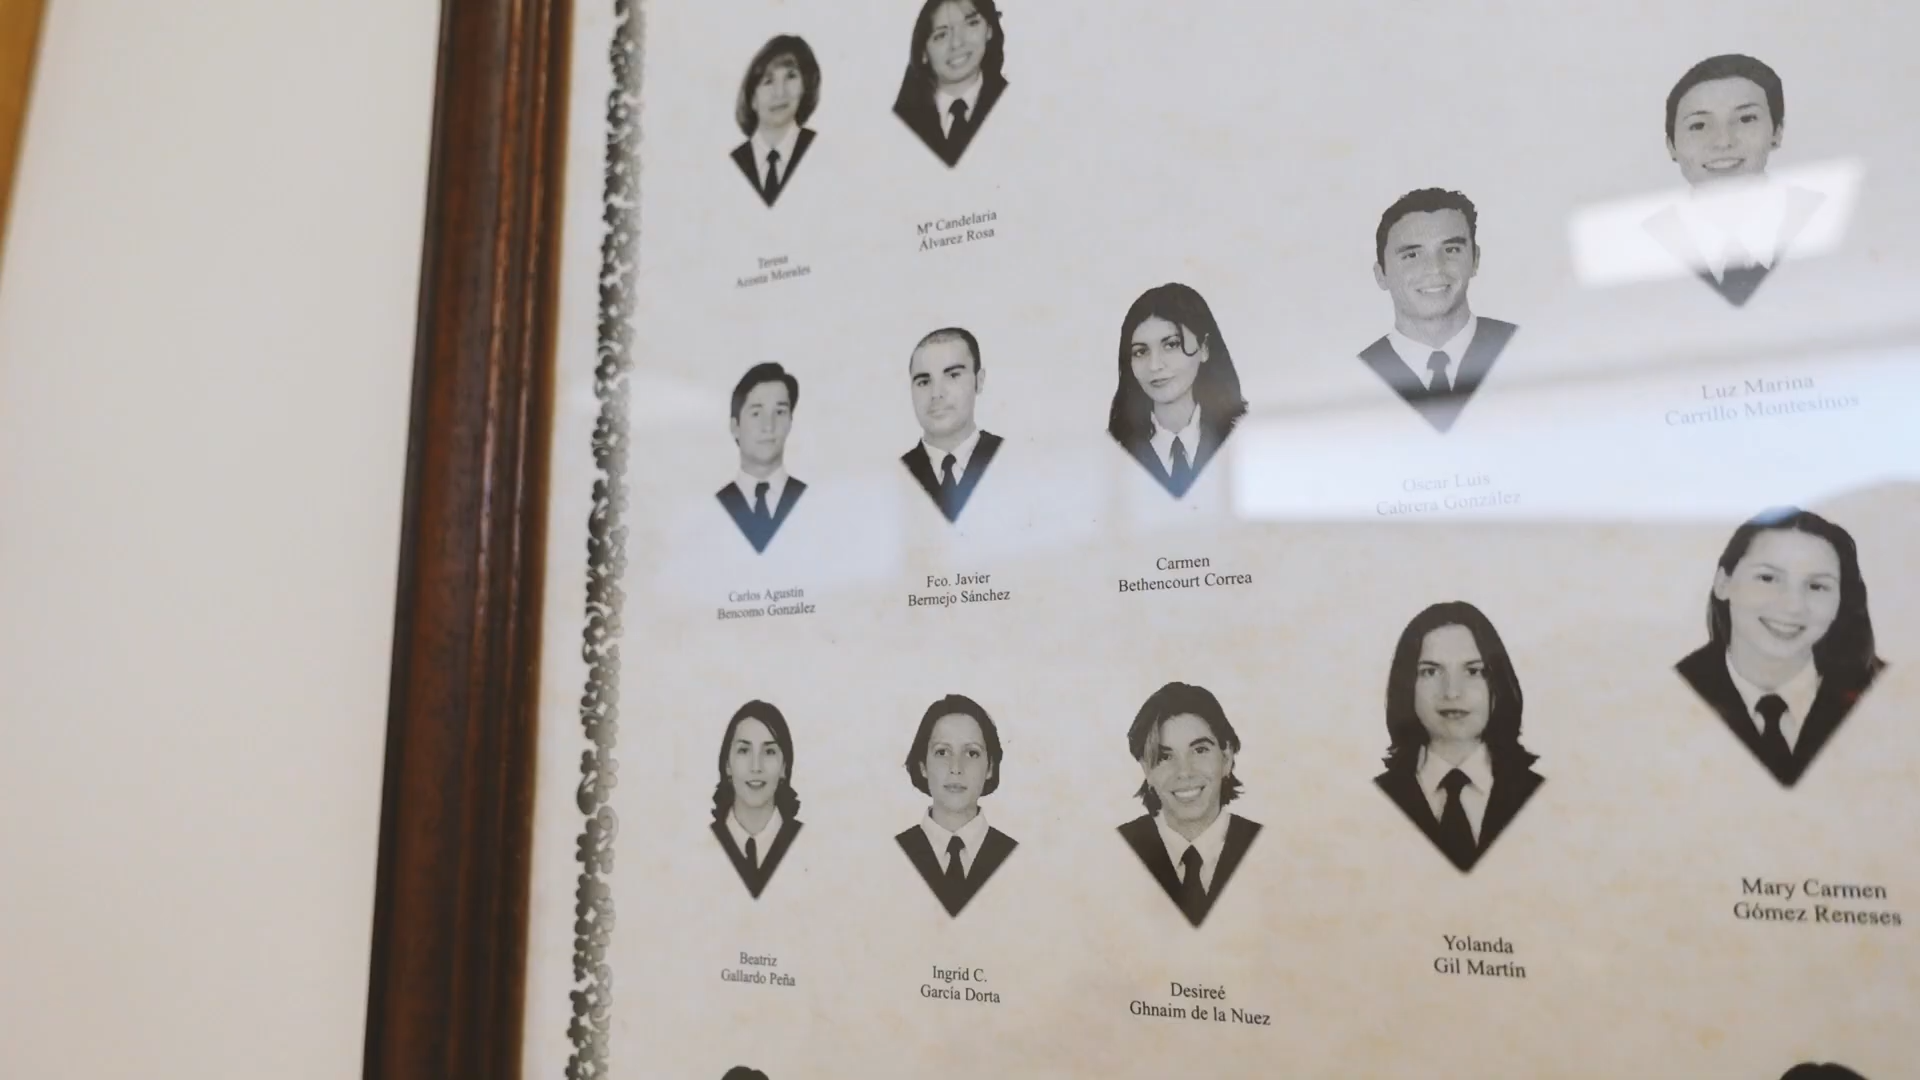 Teresa
Acosta Morales
Mª Candelaria
Álvarez Rosa
Luz Marina
Carrillo Montesinos
Oscar Luis
Cabrera González
Carmen
Bethencourt Correa
Fco. Javier
Bermejo Sánchez
Carlos Agustín
Bencomo González
Mary Carmen
Gómez Reneses
Yolanda
Gil Martín
Desireé
Ghnaim de la Nuez
Ingrid C.
García Dorta
Beatriz
Gallardo Peña